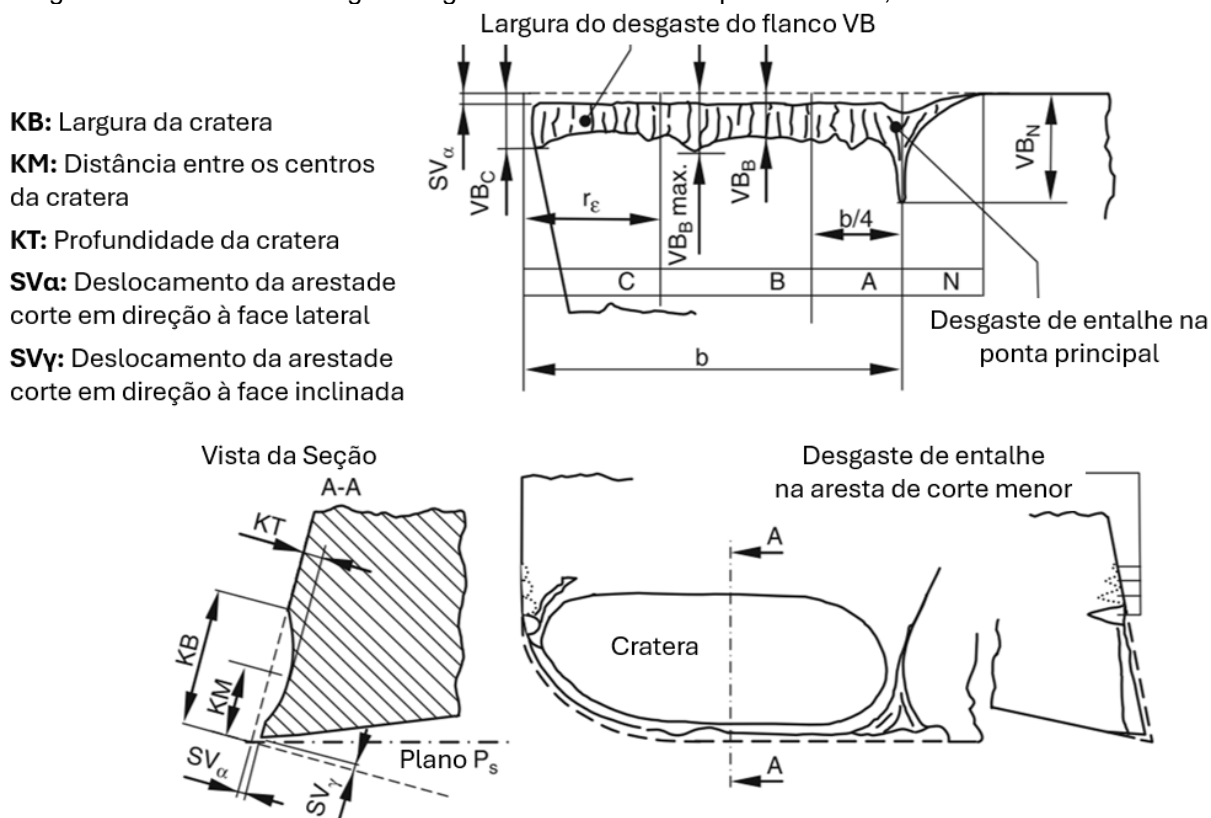 Largura do desgaste do flanco VB
KB: Largura da cratera
KM: Distância entre os centros
da cratera
KT: Profundidade da cratera
SVα: Deslocamento da arestade
corte em direção à face lateral
SVγ: Deslocamento da arestade
corte em direção à face inclinada
SVα
VBC
rε
VBB max.
VBB
b/4
VBN
C
B
A
N
b
Desgaste de entalhe na
ponta principal
Vista da Seção
A-A
KT
KB
KM
SVα
SVγ
Plano Ps
Desgaste de entalhe
na aresta de corte menor
A
Cratera
A